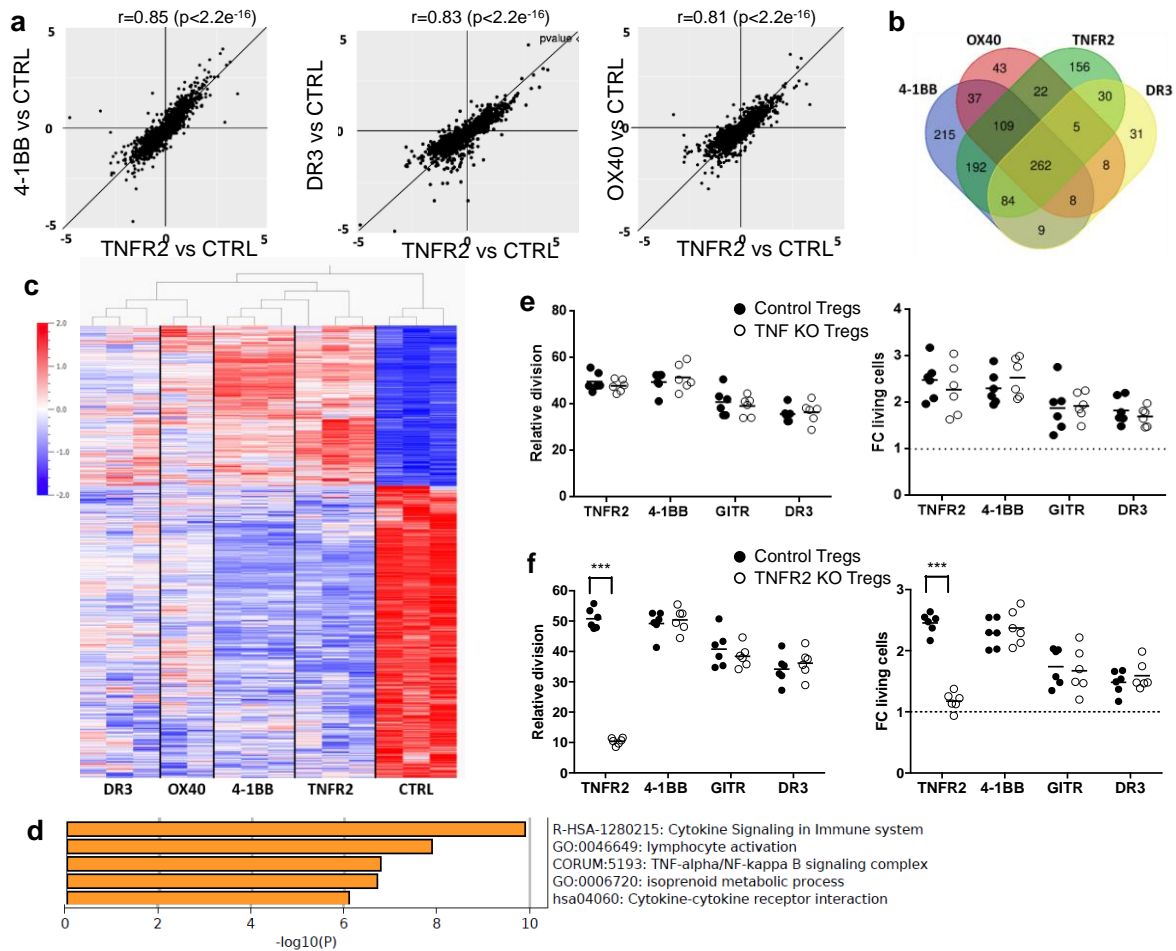 a
r=0.85 (p<2.2e-16)
r=0.83 (p<2.2e-16)
r=0.81 (p<2.2e-16)
4-1BB vs CTRL
5
0
-5
-5
0
5
TNFR2 vs CTRL
DR3 vs CTRL
pvalue <
5
0
-5
-5
0
5
TNFR2 vs CTRL
OX40 vs CTRL
5
0
-5
-5
0
5
TNFR2 vs CTRL
b
OX40
TNFR2
4-1BB
DR3
43
156
37
22
30
215
109
5
31
192
262
8
84
8
9
c
2.0
1.0
0.0
-1.0
-2.0
DR3
OX40
4-1BB
TNFR2
CTRL
d
R-HSA-1280215: Cytokine Signaling in Immune system
GO:0046649: lymphocyte activation
CORUM:5193: TNF-alpha/NF-kappa B signaling complex
GO:0006720: isoprenoid metabolic process
hsa04060: Cytokine-cytokine receptor interaction
0
2
4
6
8
10
-log10(P)
e
Control Tregs
TNF KO Tregs
Relative division
80
60
40
20
0
TNFR2
4-1BB
GITR
DR3
FC living cells
4
3
2
1
0
TNFR2
4-1BB
GITR
DR3
f
Control Tregs
TNFR2 KO Tregs
***
Relative division
60
50
40
30
20
10
0
TNFR2
4-1BB
GITR
DR3
***
FC living cells
3
2
1
0
TNFR2
4-1BB
GITR
DR3